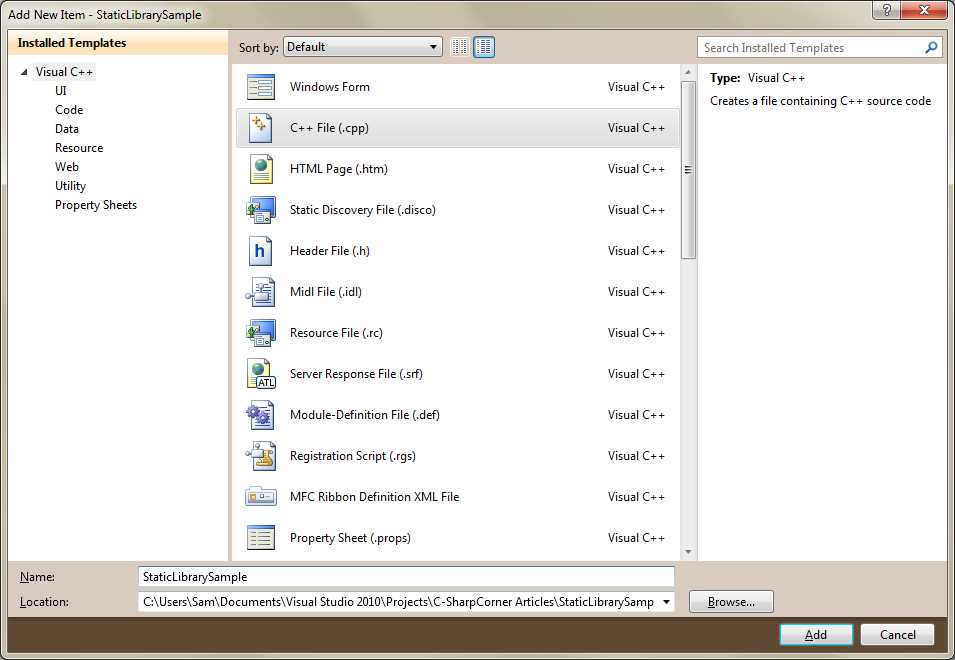 Add New Item - StaticLibrarySample
Installed Templates
Visual C++
UI
Code
Data
Resource
Web
Utility
Property Sheets
Sort by: Default
Search Installed Templates
Windows Form Visual C++
C++ File (.cpp) Visual C++
HTML Page (.htm) Visual C++
Static Discovery File (.disco) Visual C++
h Header File (.h) Visual C++
Midl File (.idl) Visual C++
Resource File (.rc) Visual C++
ATL Server Response File (.srf) Visual C++
Module-Definition File (.def) Visual C++
Registration Script (.rgs) Visual C++
MFC Ribbon Definition XML File Visual C++
Property Sheet (.props) Visual C++
Type: Visual C++
Creates a file containing C++ source code
Name: StaticLibrarySample
Location: C:\Users\Sam\Documents\Visual Studio 2010\Projects\C-SharpCorner Articles\StaticLibrarySamp
Browse...
Add Cancel